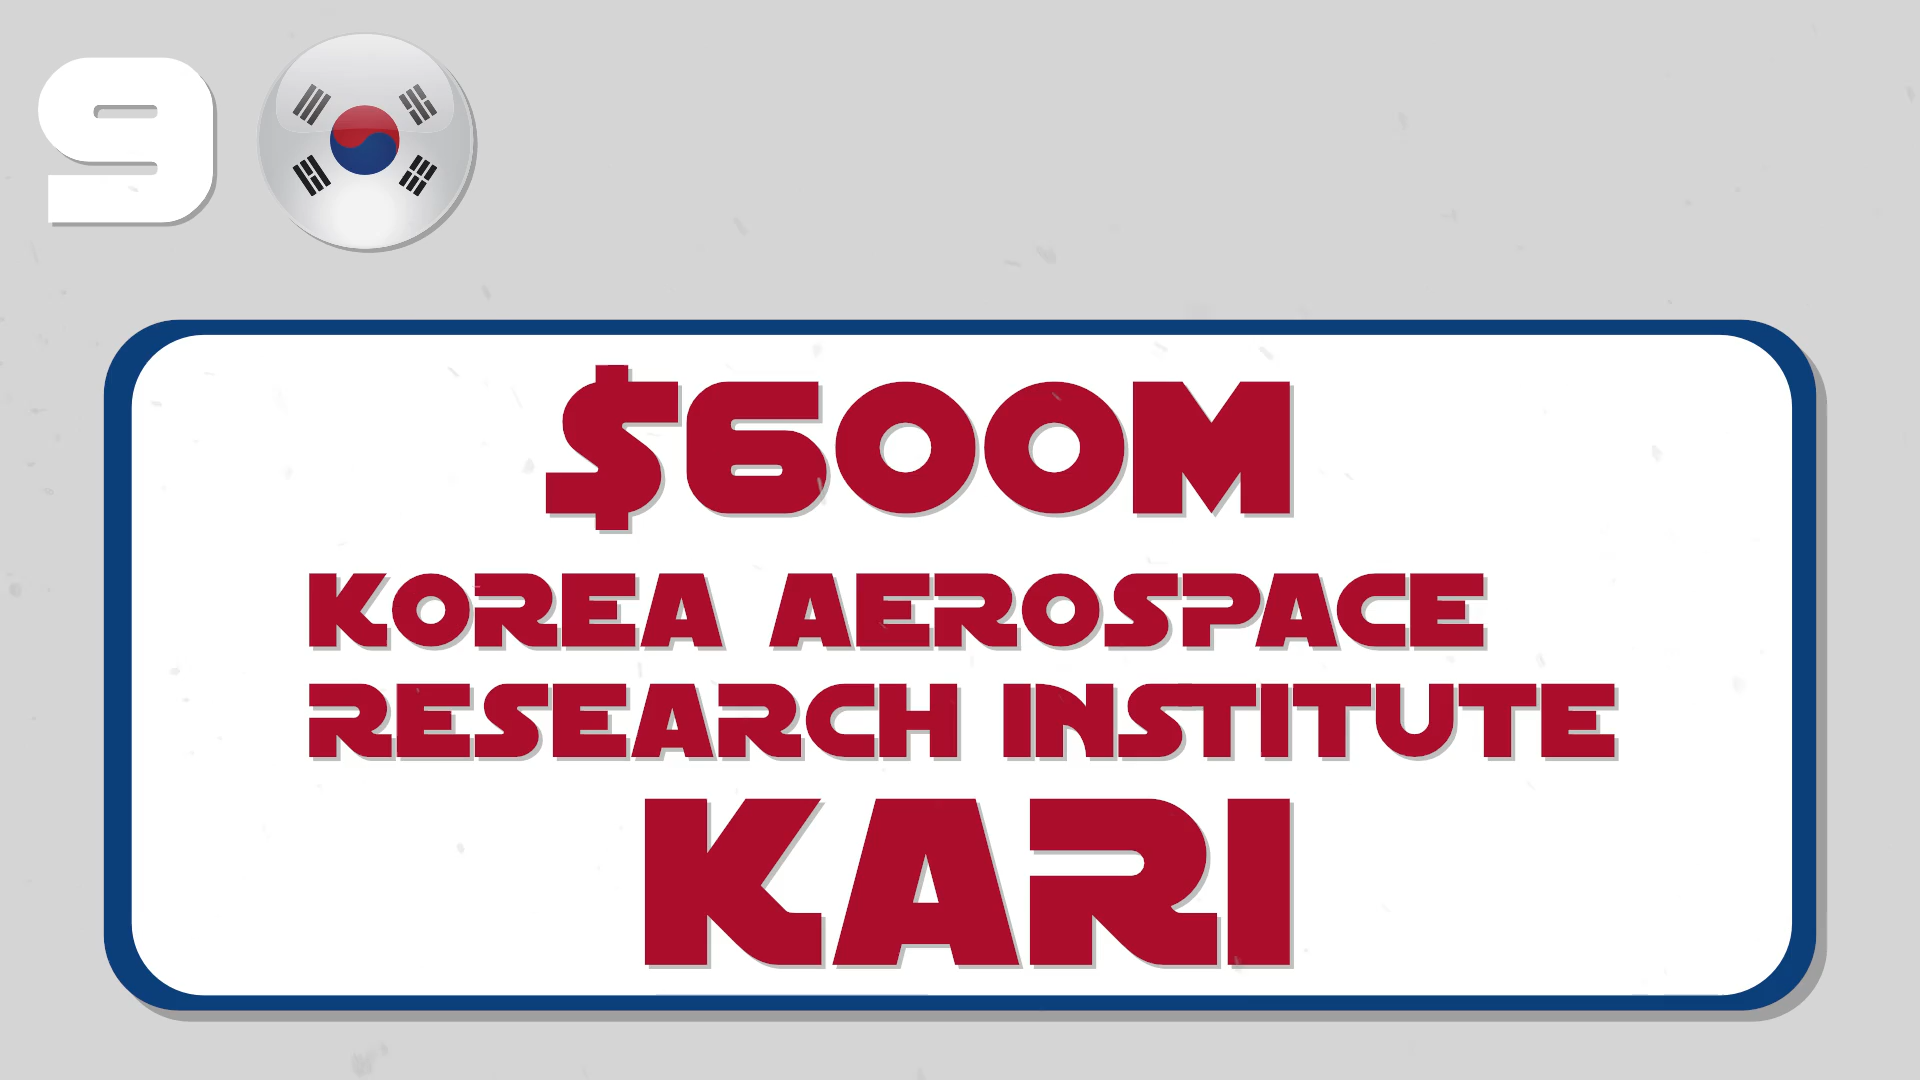 9
$600M
KOREA AEROSPACE
RESEARCH INSTITUTE
KARI